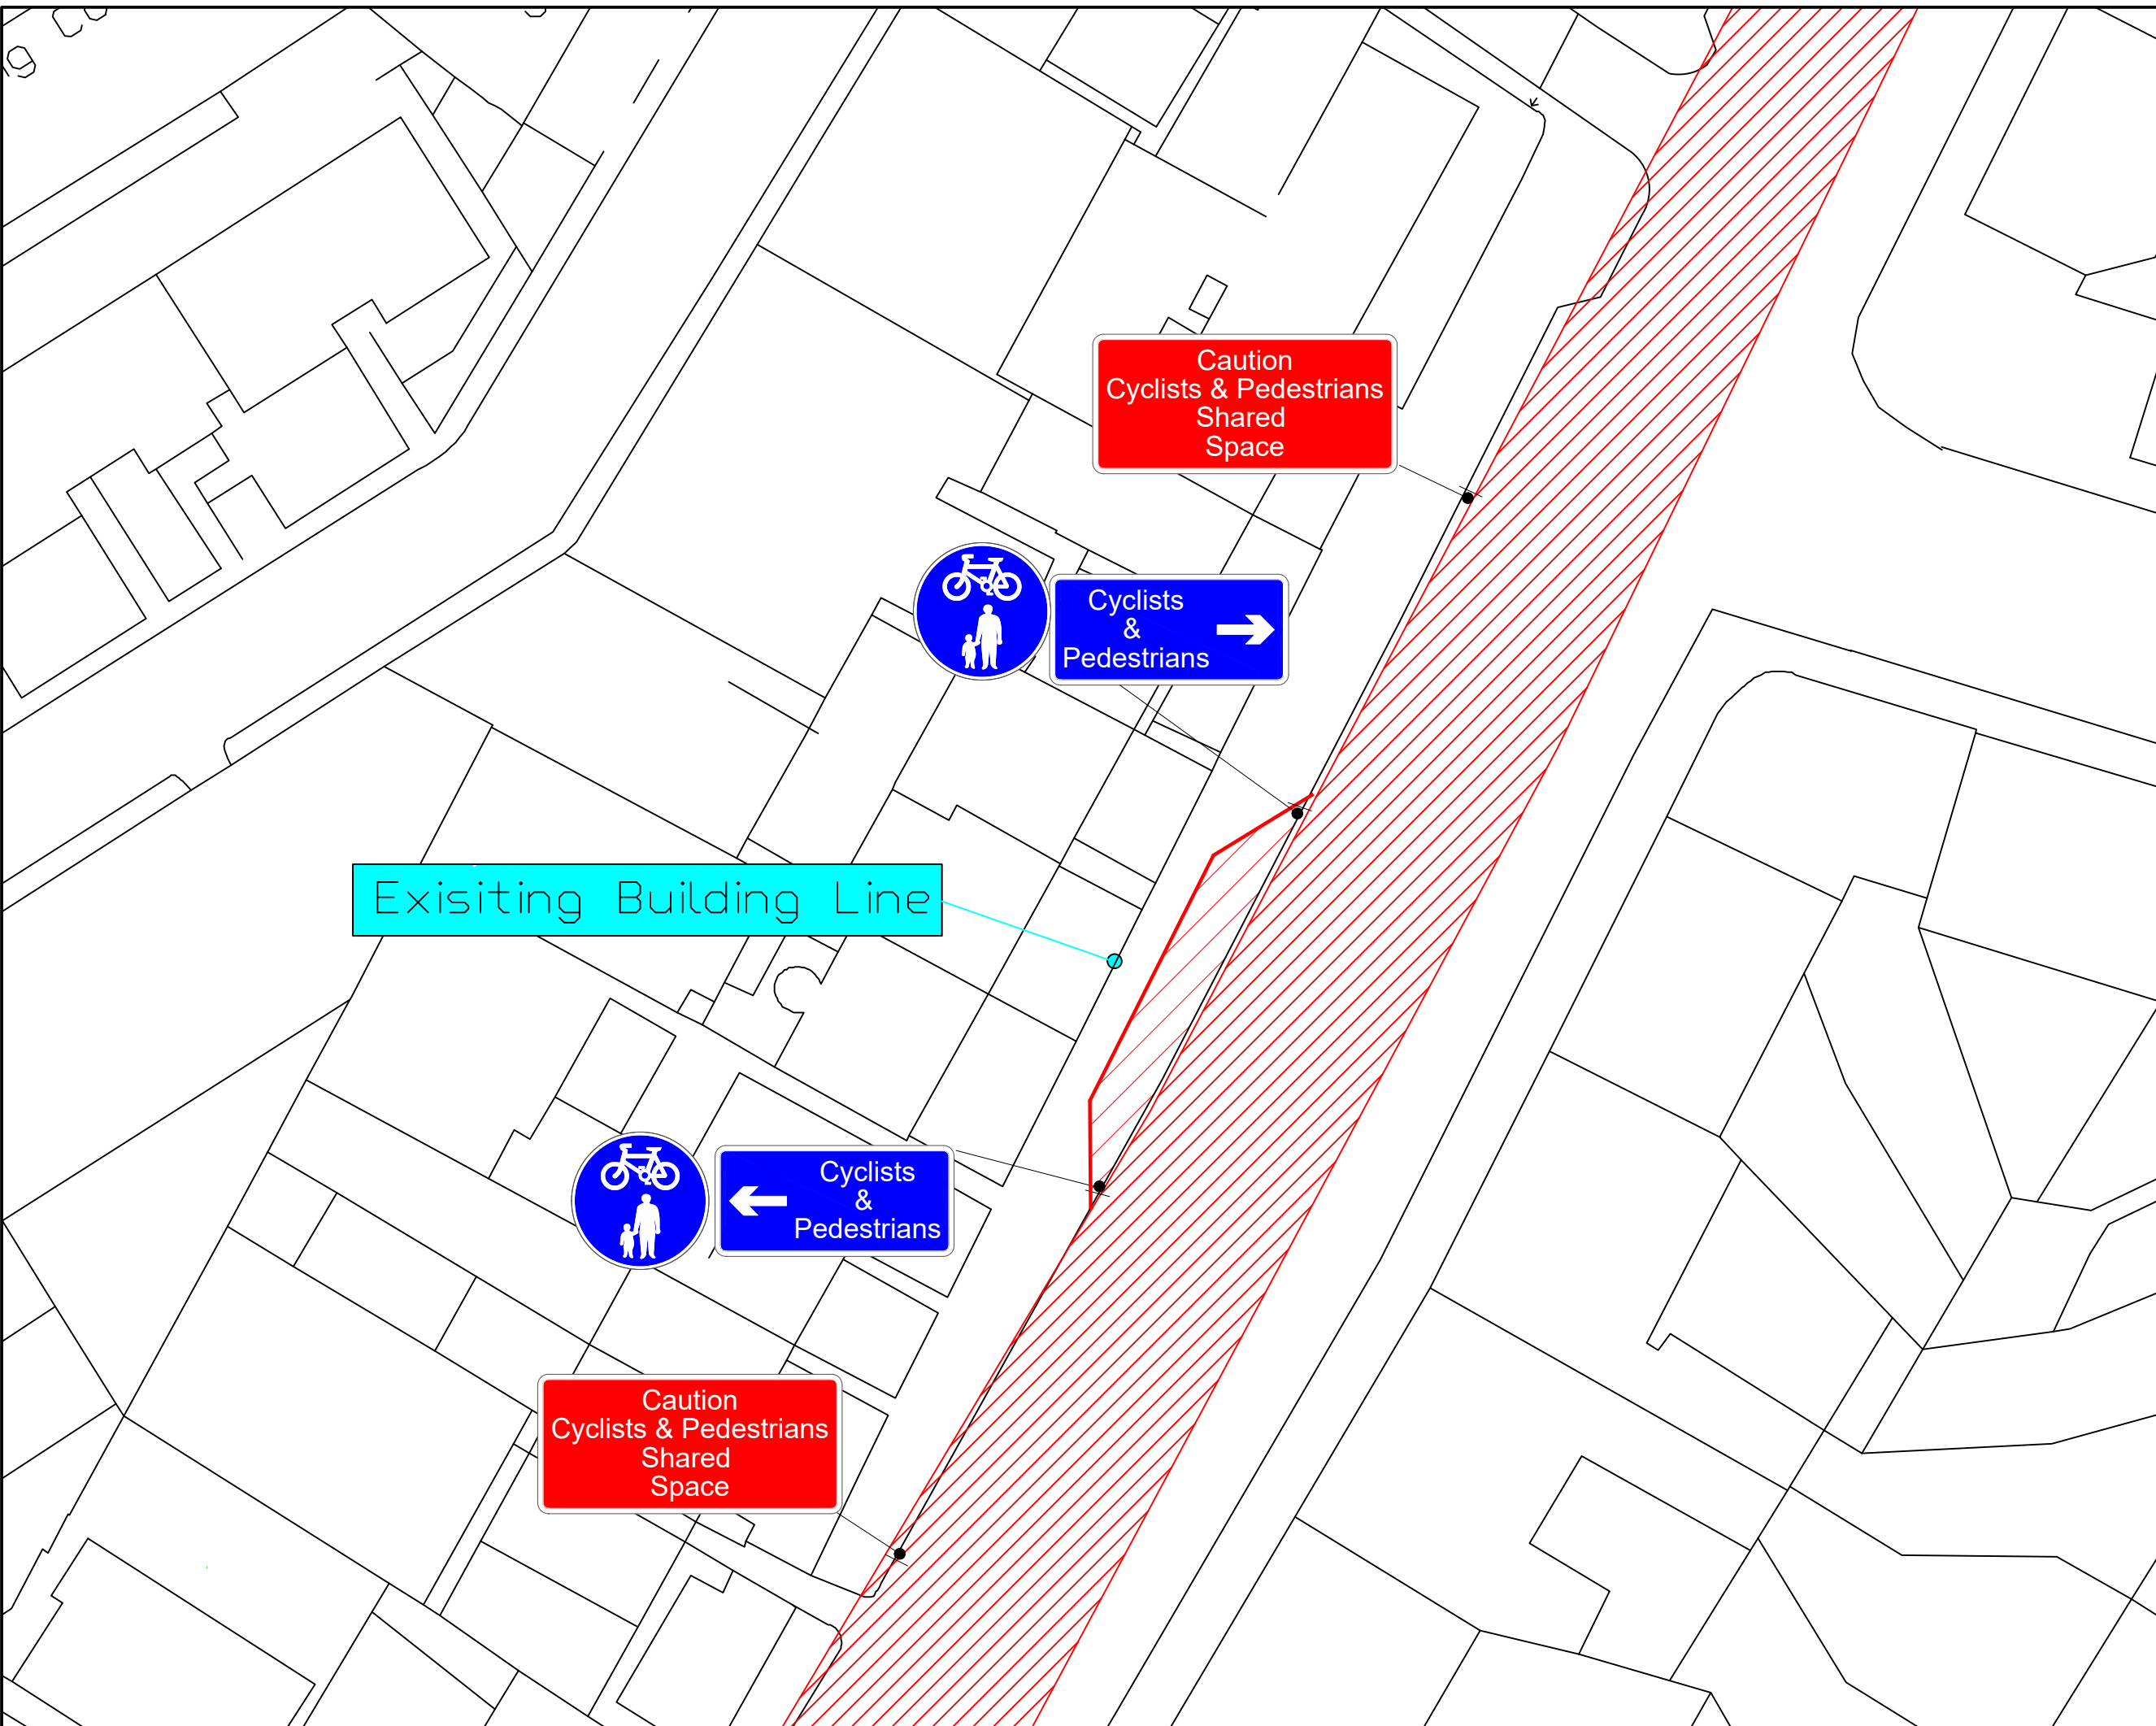 Caution
Cyclists & Pedestrians
Shared
Space
Cyclists
&
Pedestrians
Exisiting Building Line
Cyclists
&
Pedestrians
Caution
Cyclists & Pedestrians
Shared
Space